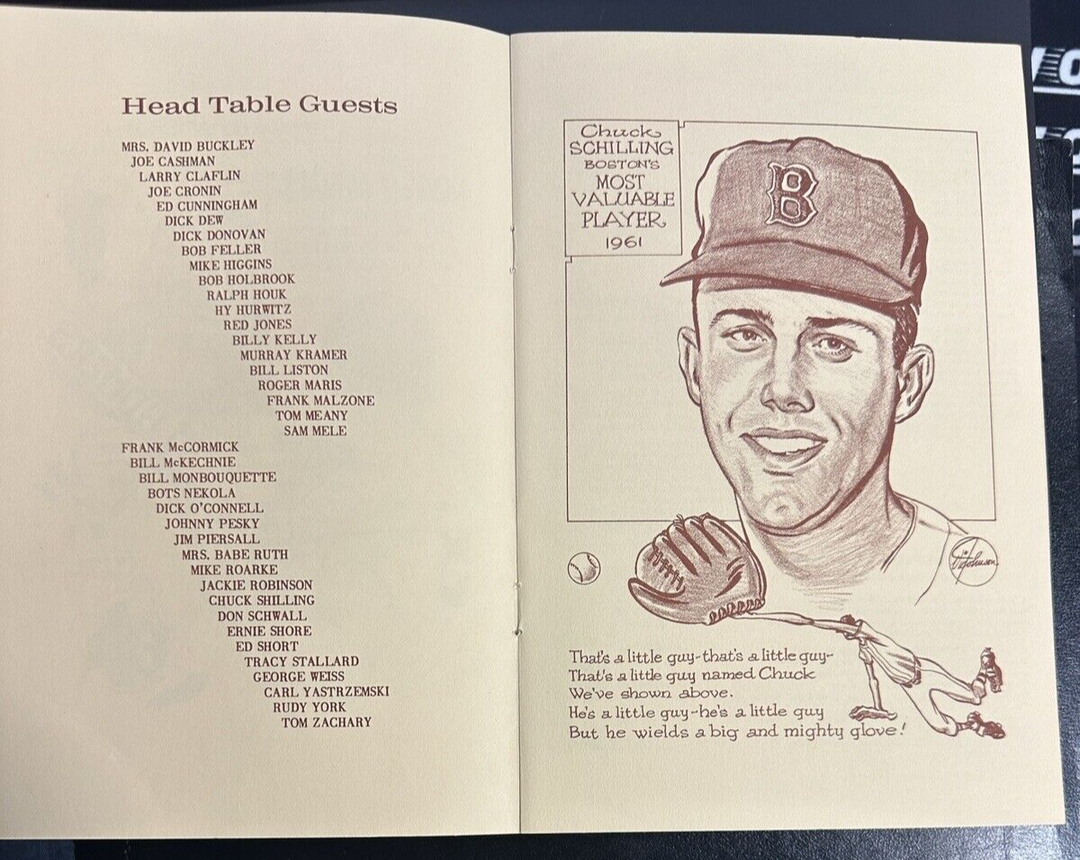 Head Table Guests
MRS. DAVID BUCKLEY
JOE CASHMAN
LARRY CLAFLIN
JOE CRONIN
ED CUNNINGHAM
DICK DEW
DICK DONOVAN
BOB FELLER
MIKE HIGGINS
BOB HOLBROOK
RALPH HOUK
HY HURWITZ
RED JONES
BILLY KELLY
MURRAY KRAMER
BILL LISTON
ROGER MARIS
FRANK MALZONE
TOM MEANY
SAM MELE
FRANK McCORMICK
BILL McKECHNIE
BILL MONBOUQUETTE
BOTS NEKOLA
DICK O'CONNELL
JOHNNY PESKY
JIM PIERSALL
MRS. BABE RUTH
MIKE ROARKE
JACKIE ROBINSON
CHUCK SHILLING
DON SCHWALL
ERNIE SHORE
ED SHORT
TRACY STALLARD
GEORGE WEISS
CARL YASTRZEMSKI
RUDY YORK
TOM ZACHARY
Chuck
SCHILLING
BOSTON'S
MOST
VALUABLE
PLAYER
1961
B
That's a little guy-that's a little guy-
That's a little guy named Chuck
We've shown above.
He's a little guy-he's a little guy
But he wields a big and mighty glove!